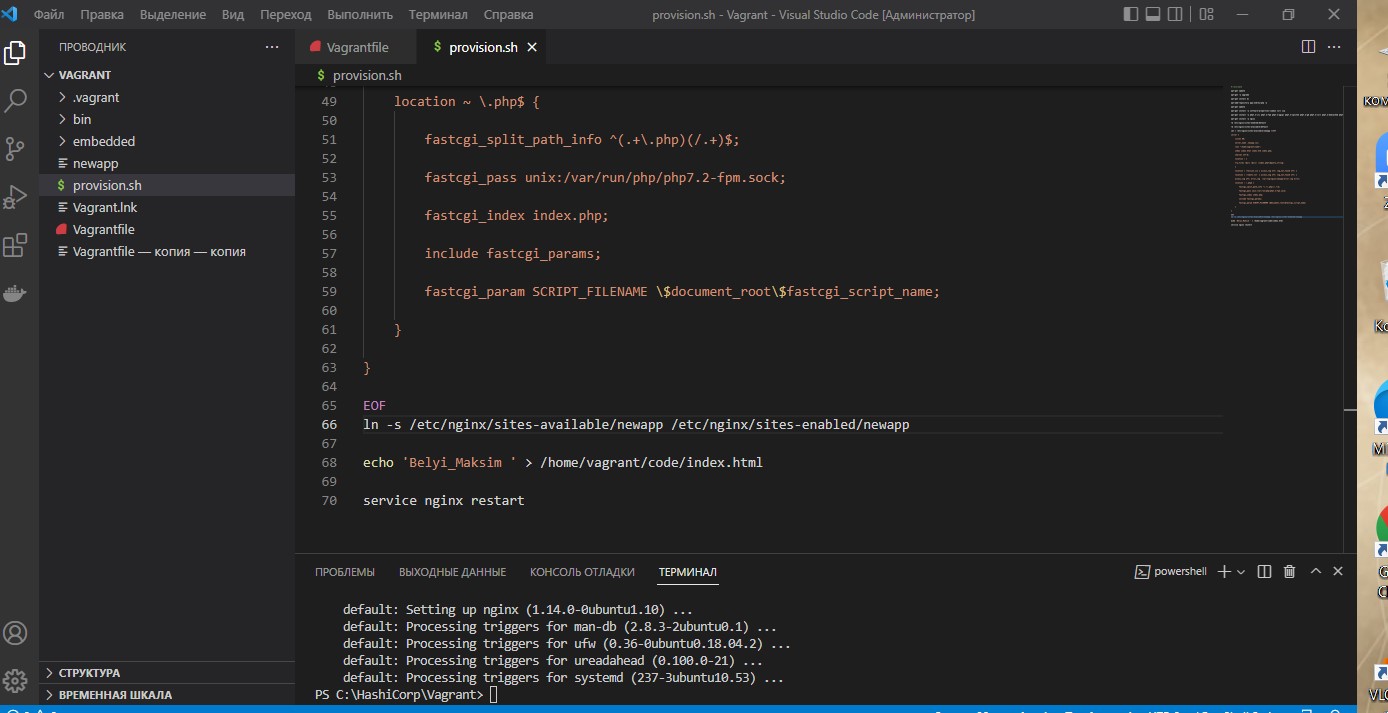 Файл Правка Выделение Вид Переход Выполнить Терминал Справка provision.sh - Vagrant - Visual Studio Code [Администратор]
ПРОВОДНИК
Vagrantfile
$ provision.sh
VAGRANT
$ provision.sh
.vagrant
bin
embedded
newapp
$ provision.sh
Vagrant.lnk
Vagrantfile
Vagrantfile — копия — копия
49 location ~ \.php$ {
50
51 fastcgi_split_path_info ^(.+\.php)(/.+)$;
52
53 fastcgi_pass unix:/var/run/php/php7.2-fpm.sock;
54
55 fastcgi_index index.php;
56
57 include fastcgi_params;
58
59 fastcgi_param SCRIPT_FILENAME \$document_root\$fastcgi_script_name;
60
61 }
62
63 }
64
65 EOF
66 ln -s /etc/nginx/sites-available/newapp /etc/nginx/sites-enabled/newapp
67
68 echo 'Belyi_Maksim ' > /home/vagrant/code/index.html
69
70 service nginx restart
ПРОБЛЕМЫ ВЫХОДНЫЕ ДАННЫЕ КОНСОЛЬ ОТЛАДКИ ТЕРМИНАЛ
powershell
default: Setting up nginx (1.14.0-0ubuntu1.10) ...
default: Processing triggers for man-db (2.8.3-2ubuntu0.1) ...
default: Processing triggers for ufw (0.36-0ubuntu0.18.04.2) ...
default: Processing triggers for ureadahead (0.100.0-21) ...
default: Processing triggers for systemd (237-3ubuntu10.53) ...
PS C:\HashiCorp\Vagrant>
СТРУКТУРА
ВРЕМЕННАЯ ШКАЛА